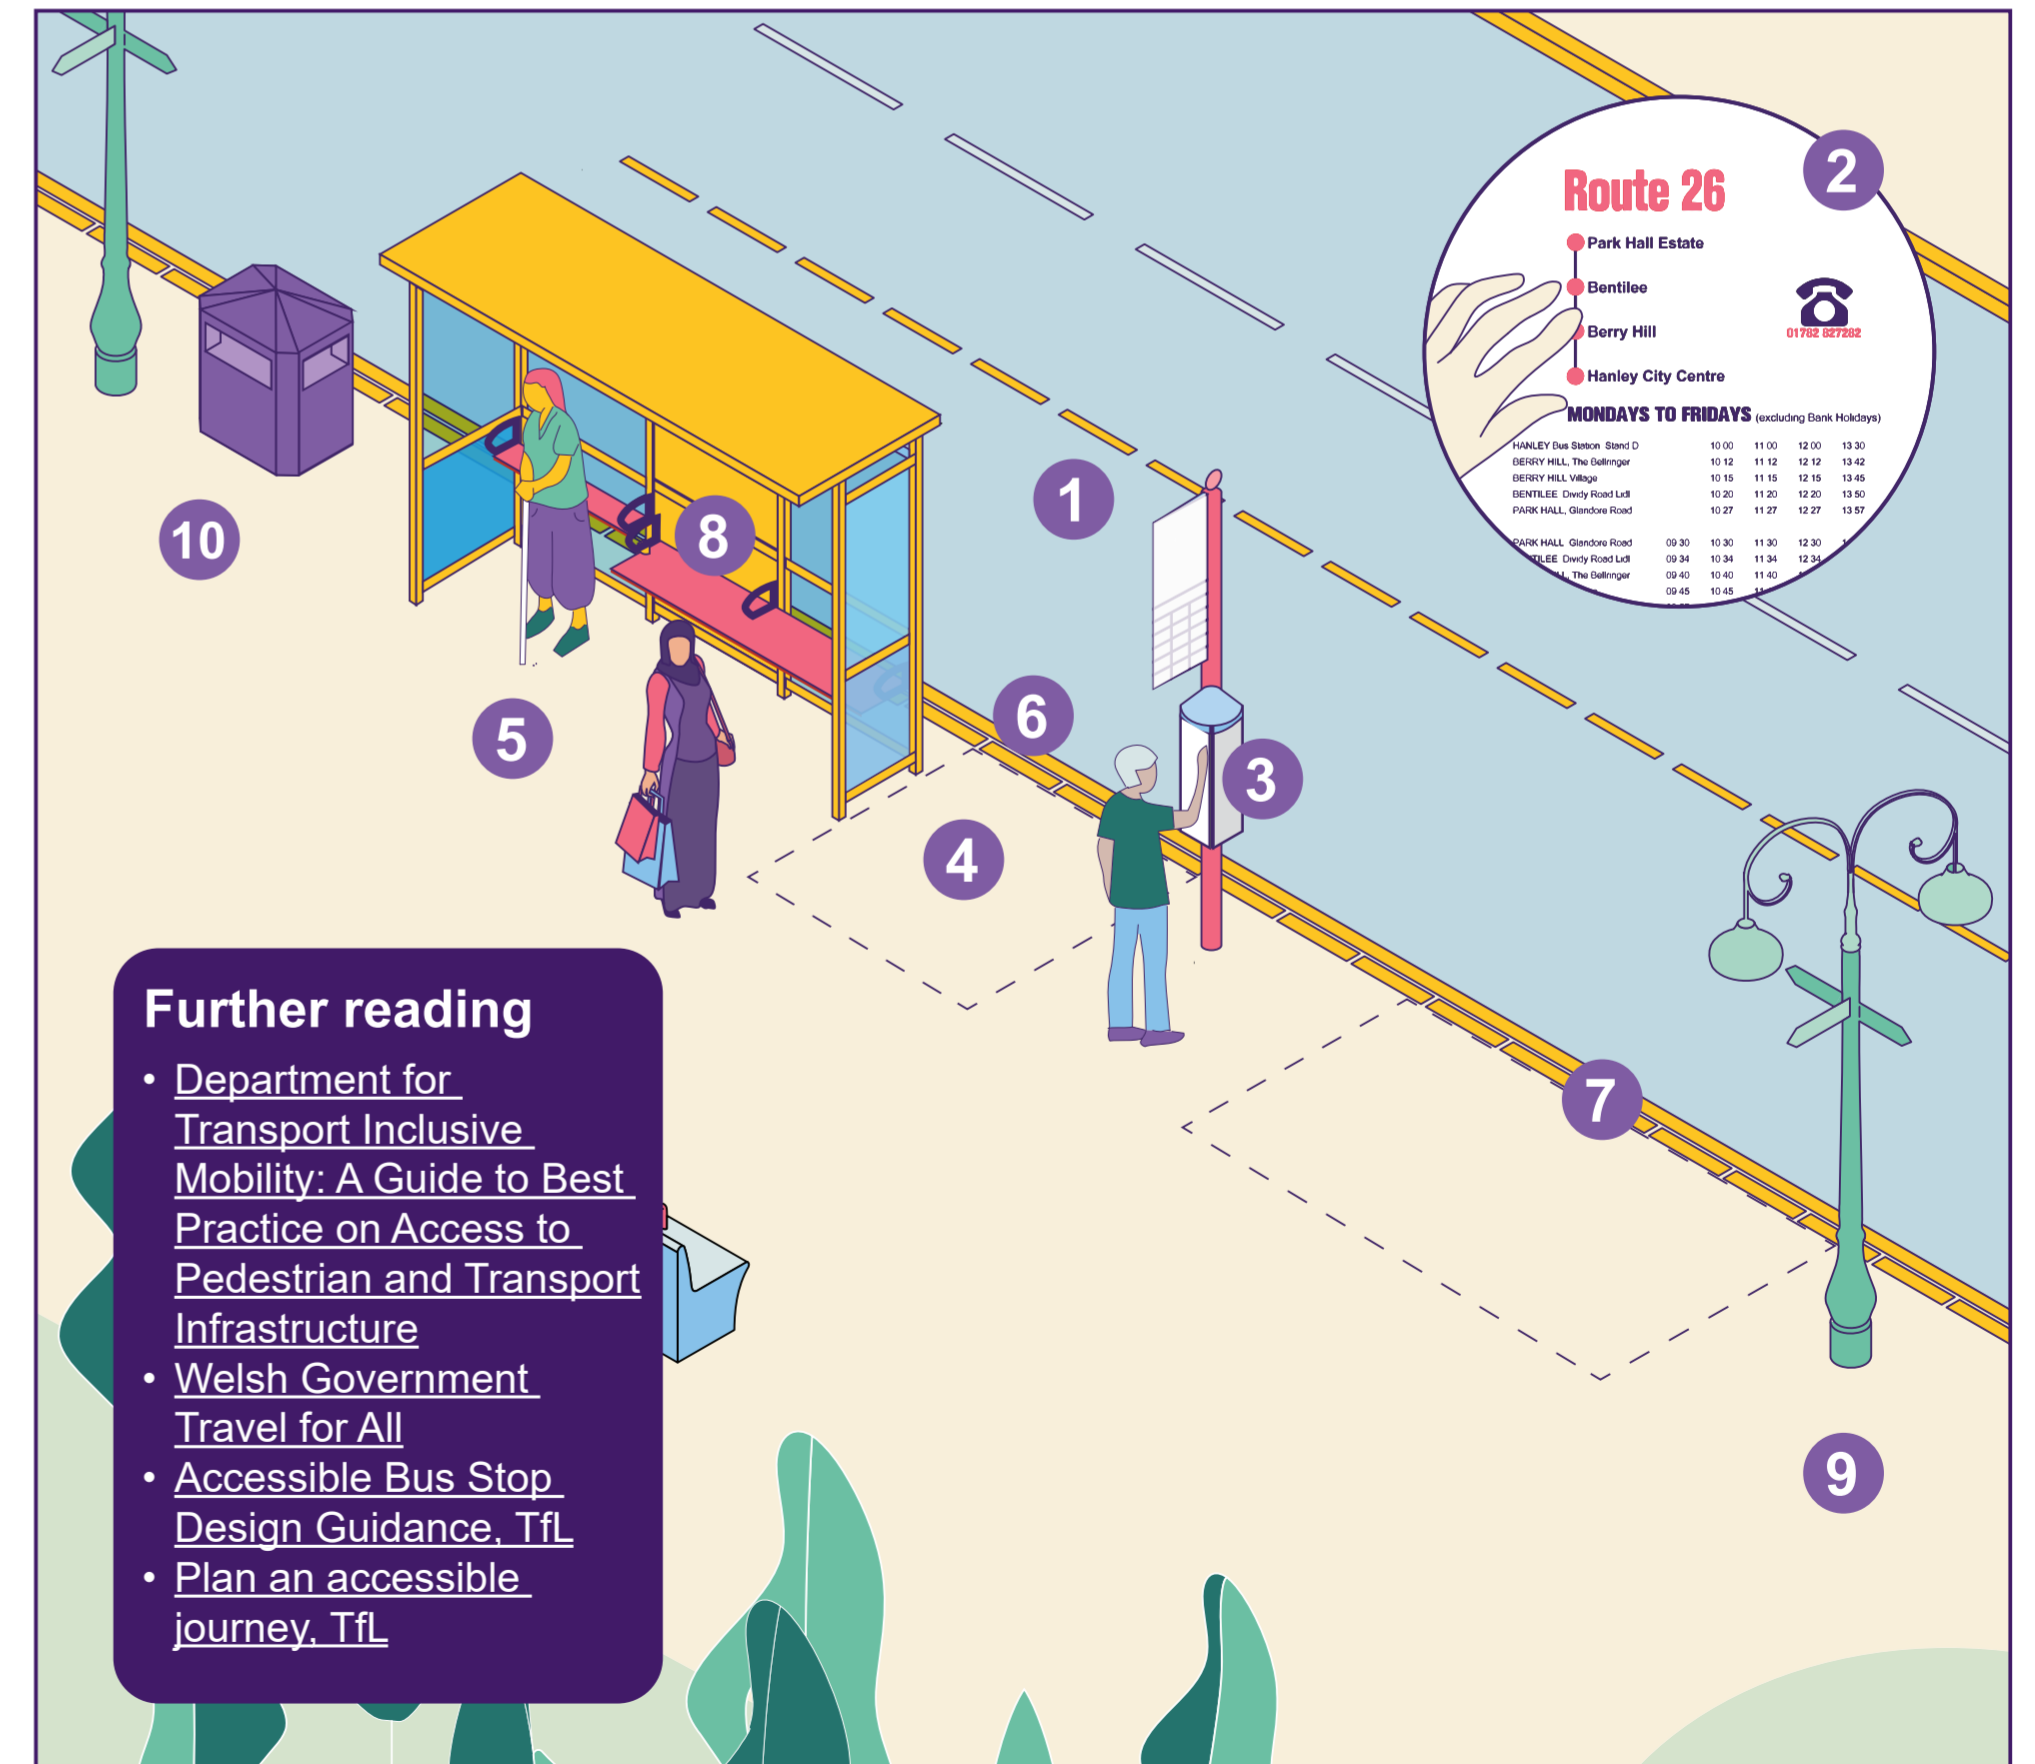 Route 26
Park Hall Estate
Bentilee
Berry Hill
Hanley City Centre
01782 827282
MONDAYS TO FRIDAYS (excluding Bank Holidays)
HANLEY Bus Station Stand D 10 00 11 00 12 00 13 30
BERRY HILL, The Bellringer 10 12 11 12 12 12 13 42
BERRY HILL Village 10 15 11 15 12 15 13 45
BENTILEE Dividy Road Lidl 10 20 11 20 12 20 13 50
PARK HALL, Glandore Road 10 27 11 27 12 27 13 57
PARK HALL Glandore Road 09 30 10 30 11 30 12 30
Dividy Road Lidl 09 34 10 34 11 34 12 34
The Bellringer 09 40 10 40 11 40
09 45 10 45
2
1
10
8
5
6
3
4
7
9
Further reading
• Department for
Transport Inclusive
Mobility: A Guide to Best
Practice on Access to
Pedestrian and Transport
Infrastructure
• Welsh Government
Travel for All
• Accessible Bus Stop
Design Guidance, TfL
• Plan an accessible
journey, TfL